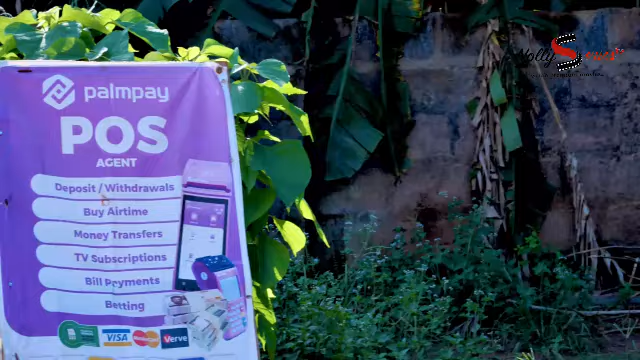 palmpay
POS
AGENT
Deposit / Withdrawals
Buy Airtime
Money Transfers
TV Subscriptions
Bill Payments
Betting
VISA
Verve